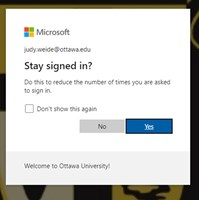 Microsoft
judy.weide@ottawa.edu
Stay signed in?
Do this to reduce the number of times you are asked
to sign in.
Don't show this again
No
Yes
Welcome to Ottawa University!